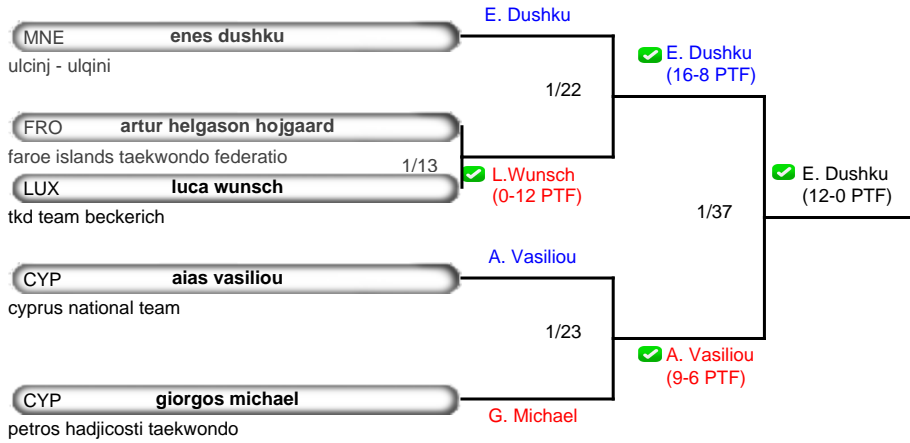 E. Dushku
MNE enes dushku
ulcinj - ulqini
E. Dushku
(16-8 PTF)
1/22
FRO artur helgason hojgaard
faroe islands taekwondo federatio
1/13
L.Wunsch
(0-12 PTF)
LUX luca wunsch
tkd team beckerich
E. Dushku
(12-0 PTF)
1/37
A. Vasiliou
CYP aias vasiliou
cyprus national team
1/23
A. Vasiliou
(9-6 PTF)
CYP giorgos michael
G. Michael
petros hadjicosti taekwondo